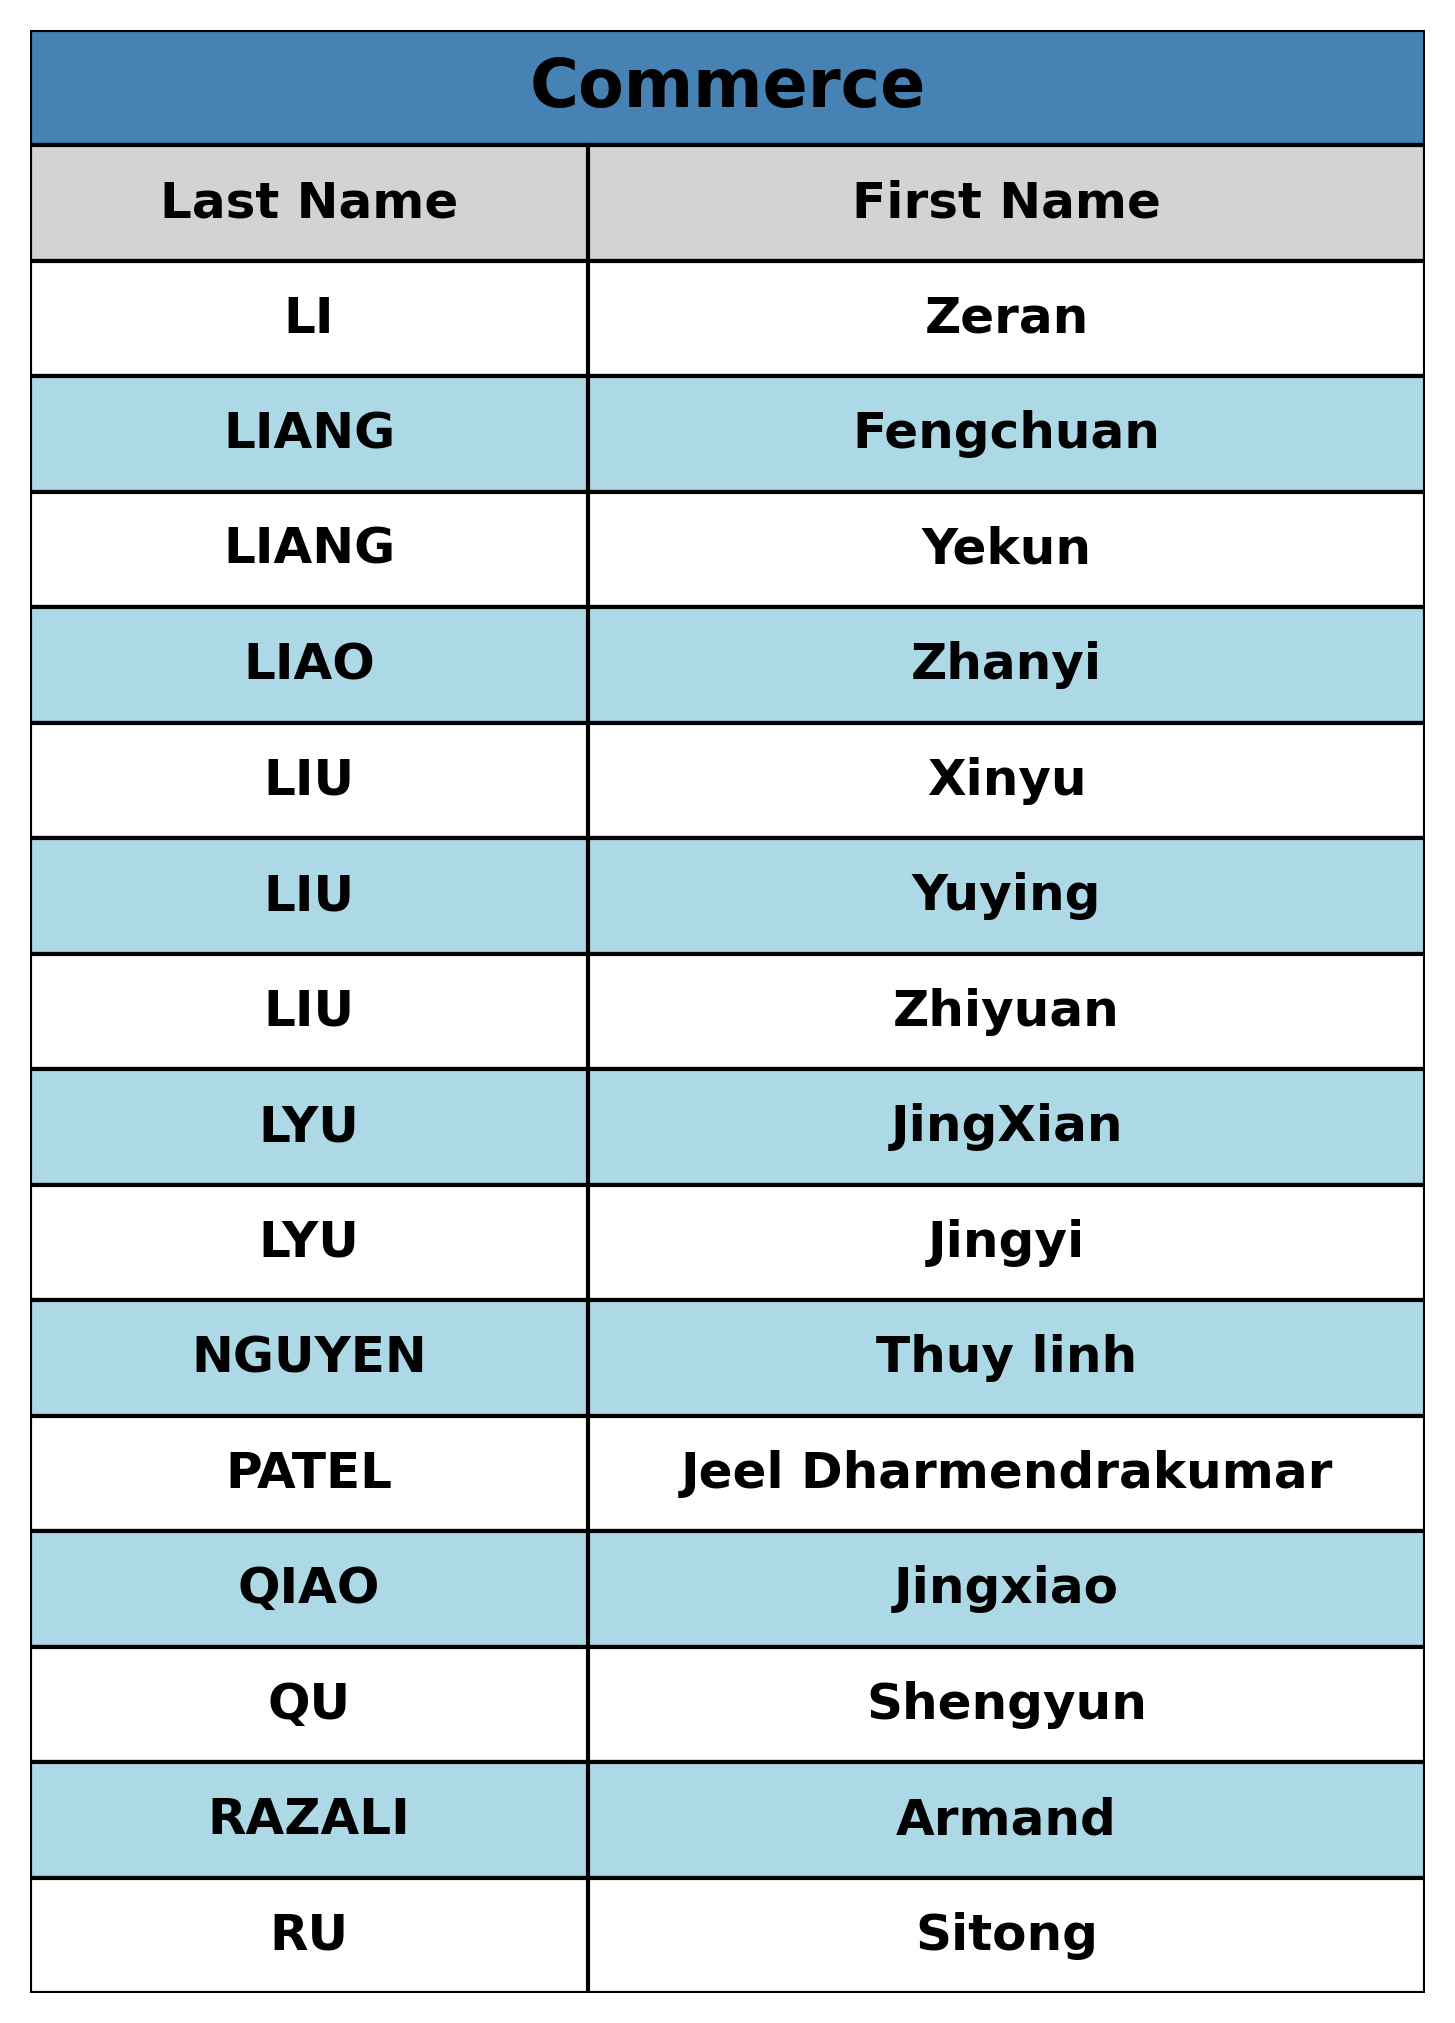 Commerce
Last Name First Name
LI Zeran
LIANG Fengchuan
LIANG Yekun
LIAO Zhanyi
LIU Xinyu
LIU Yuying
LIU Zhiyuan
LYU JingXian
LYU Jingyi
NGUYEN Thuy linh
PATEL Jeel Dharmendrakumar
QIAO Jingxiao
QU Shengyun
RAZALI Armand
RU Sitong